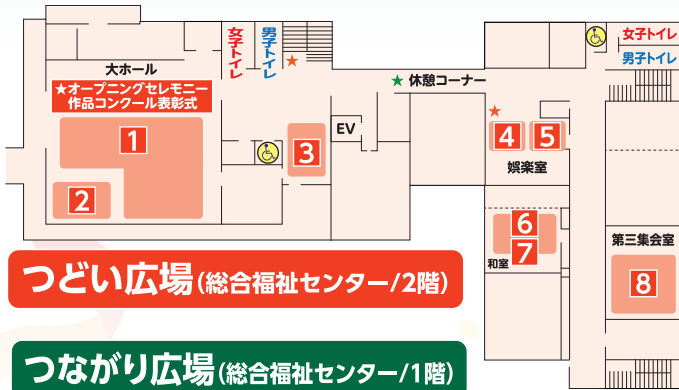 女子トイレ
男子トイレ
女子トイレ
男子トイレ
大ホール
★オープニングセレモニー
作品コンクール表彰式
★
★休憩コーナー
EV
★
1
2
3
4
5
娯楽室
6
7
和室
第三集会室
8
つどい広場(総合福祉センター/2階)
つながり広場(総合福祉センター/1階)